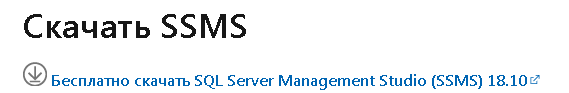 Скачать SSMS
Бесплатно скачать SQL Server Management Studio (SSMS) 18.10